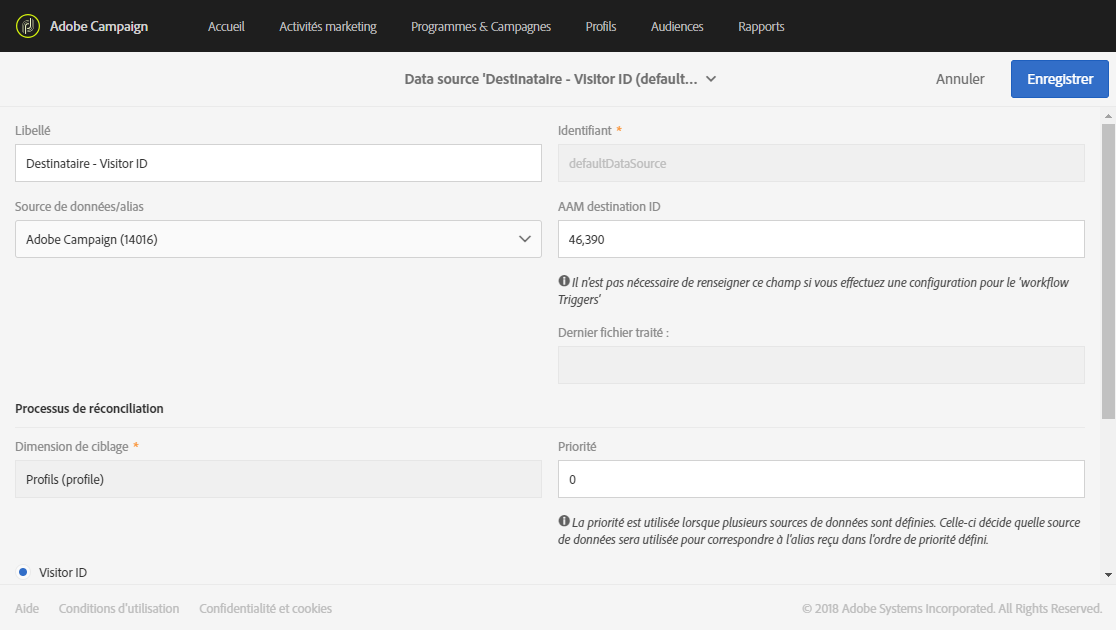 Adobe Campaign Accueil Activités marketing Programmes & Campagnes Profils Audiences Rapports
Data source 'Destinataire - Visitor ID (default... Annuler Enregistrer
Libellé Identifiant *
Destinataire - Visitor ID defaultDataSource
Source de données/alias AAM destination ID
Adobe Campaign (14016) 46,390
Il n'est pas nécessaire de renseigner ce champ si vous effectuez une configuration pour le 'workflow
Triggers'
Dernier fichier traité :
Processus de réconciliation
Dimension de ciblage * Priorité
Profils (profile) 0
La priorité est utilisée lorsque plusieurs sources de données sont définies. Celle-ci décide quelle source
de données sera utilisée pour correspondre à l'alias reçu dans l'ordre de priorité défini.
Visitor ID
Aide Conditions d'utilisation Confidentialité et cookies © 2018 Adobe Systems Incorporated. All Rights Reserved.